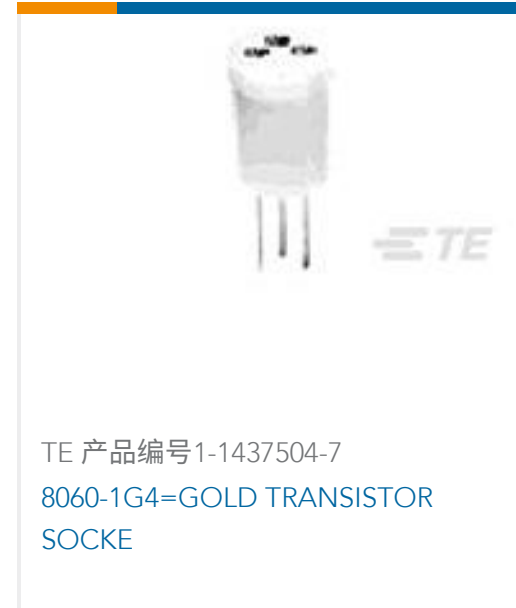 TE
TE 产品编号1-1437504-7
8060-1G4=GOLD TRANSISTOR
SOCKE